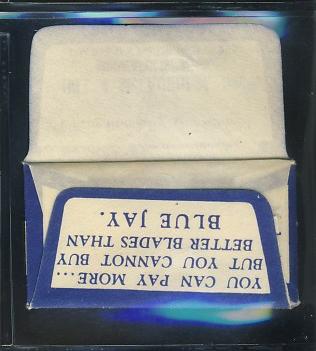 YOU CAN PAY MORE...
BUT YOU CANNOT BUY
BETTER BLADES THAN
BLUE JAY.